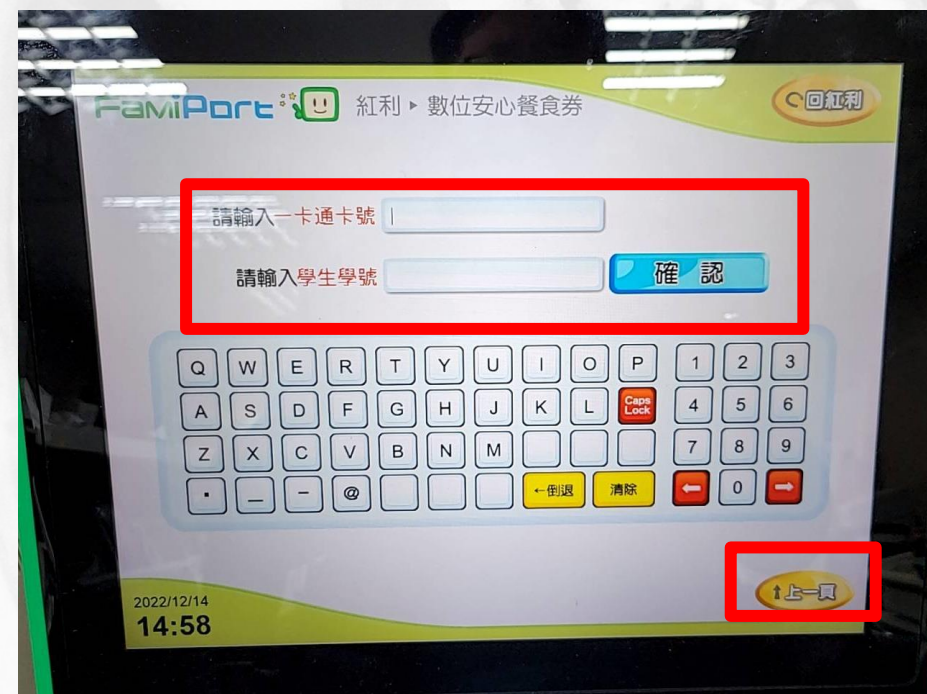 FamiPort 紅利▸數位安心餐食券 回紅利
請輸入一卡通卡號
請輸入學生學號 確認
Q W E R T Y U I O P 1 2 3
A S D F G H J K L Caps Lock 4 5 6
Z X C V B N M 7 8 9
. _ - @ ←倒退 清除 ← 0 →
↑上一頁
2022/12/14
14:58